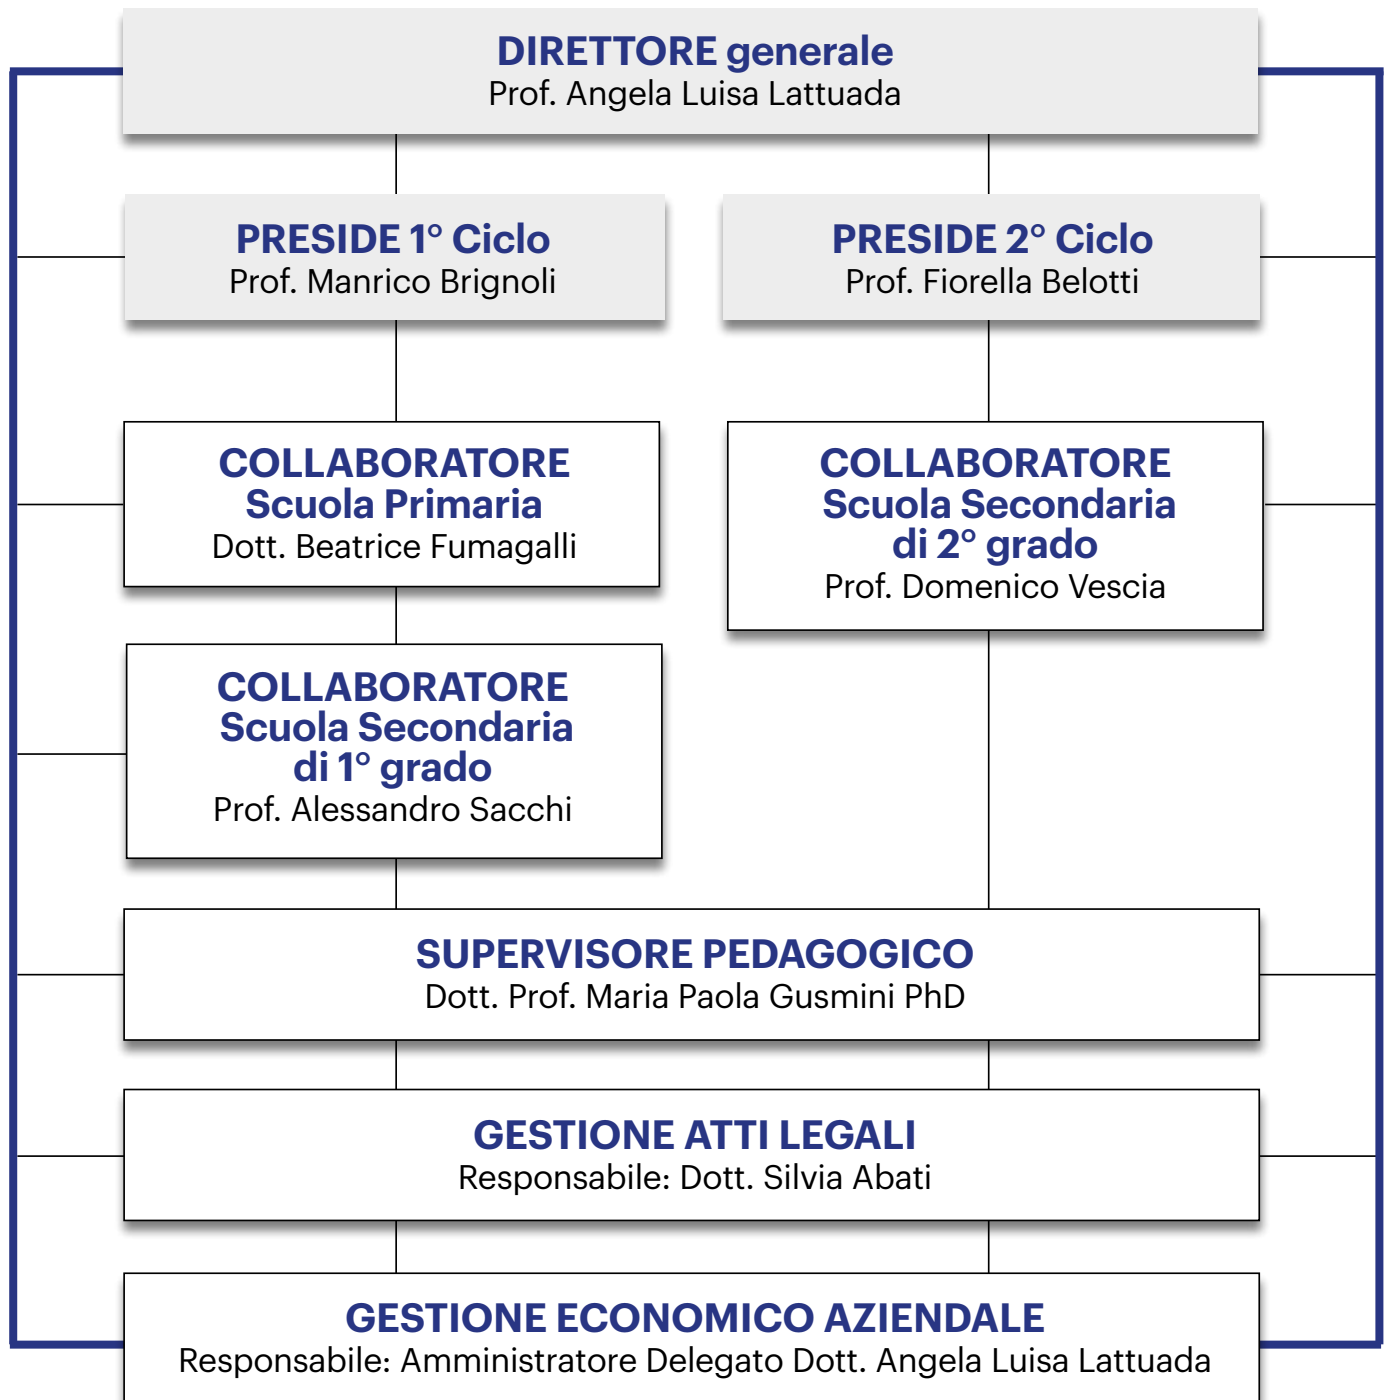 DIRETTORE generale
Prof. Angela Luisa Lattuada
PRESIDE 1° Ciclo
Prof. Manrico Brignoli
PRESIDE 2° Ciclo
Prof. Fiorella Belotti
COLLABORATORE
Scuola Primaria
Dott. Beatrice Fumagalli
COLLABORATORE
Scuola Secondaria
di 2° grado
Prof. Domenico Vescia
COLLABORATORE
Scuola Secondaria
di 1° grado
Prof. Alessandro Sacchi
SUPERVISORE PEDAGOGICO
Dott. Prof. Maria Paola Gusmini PhD
GESTIONE ATTI LEGALI
Responsabile: Dott. Silvia Abati
GESTIONE ECONOMICO AZIENDALE
Responsabile: Amministratore Delegato Dott. Angela Luisa Lattuada